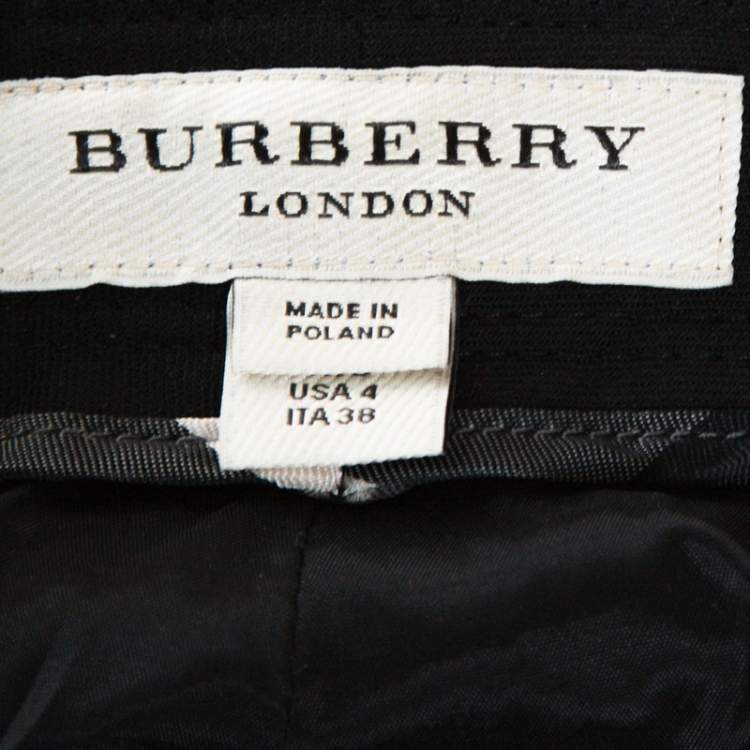 BURBERRY
LONDON
MADE IN
POLAND
USA 4
ITA 38